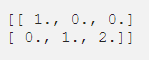 [[ 1., 0., 0.]
[ 0., 1., 2.]]